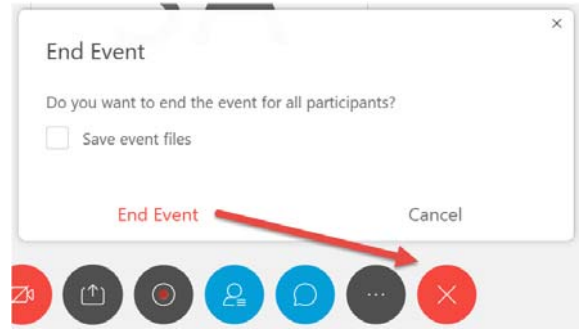 End Event
Do you want to end the event for all participants?
Save event files
End Event
Cancel